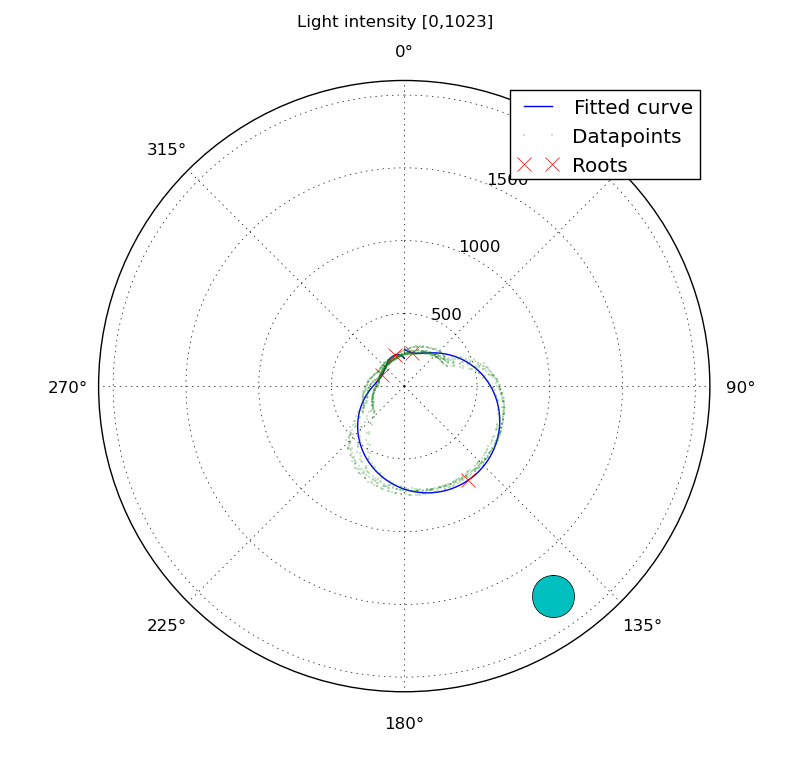 Light intensity [0,1023]
0°
Fitted curve
Datapoints
Roots
315°
1500
1000
500
270°
90°
225°
135°
180°